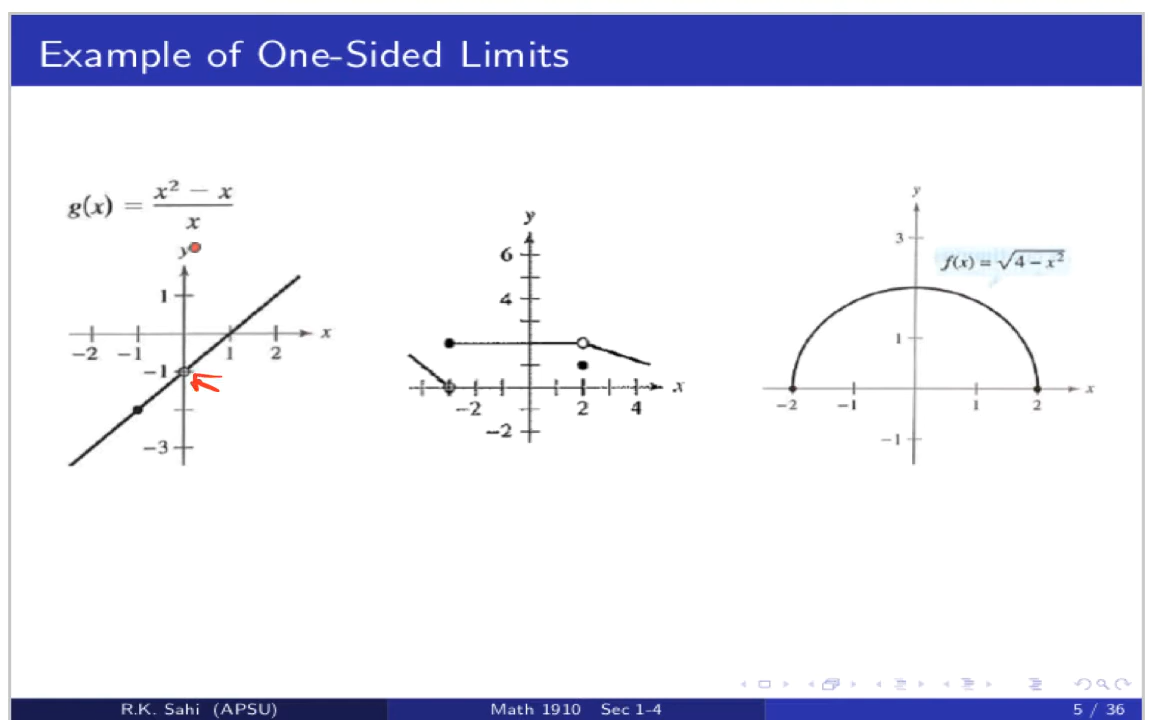 Example of One-Sided Limits
g(x) = x² − x / x
y
1
-2 -1 1 2 x
-1
-3
y
6
4
-2 2 4 x
-2
y
3
f(x) = √4 − x²
1
-2 -1 1 2 x
-1
R.K. Sahi (APSU) Math 1910 Sec 1-4 5 / 36